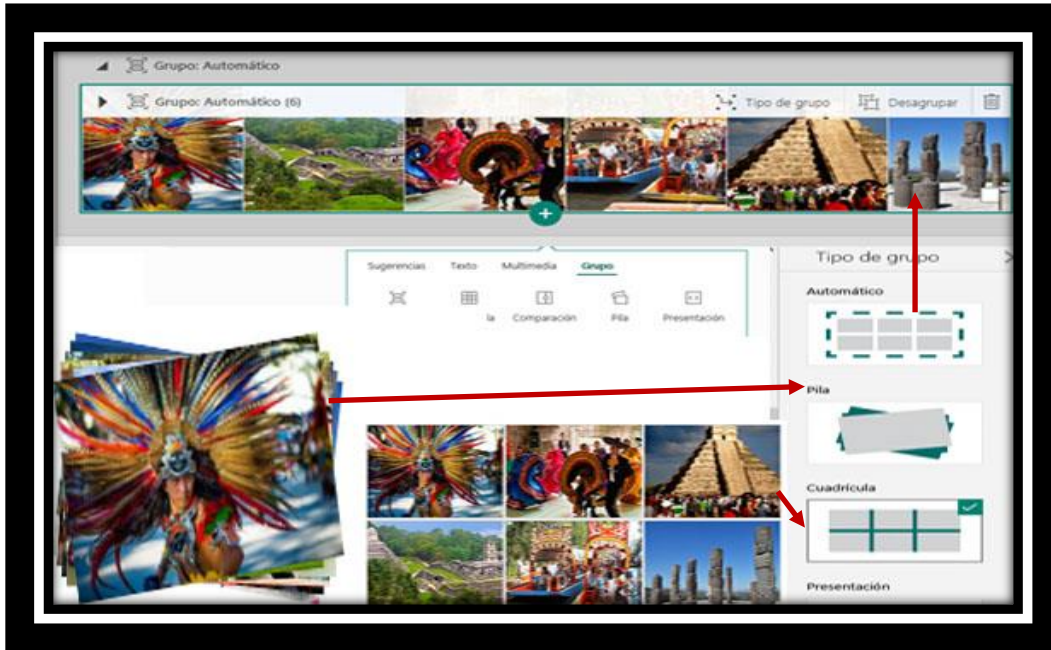 Grupo: Automático
Grupo: Automático (6) Tipo de grupo Desagrupar
Sugerencias Texto Multimedia Grupo
la Comparación Pila Presentación
Tipo de grupo
Automático
Pila
Cuadrícula
Presentación